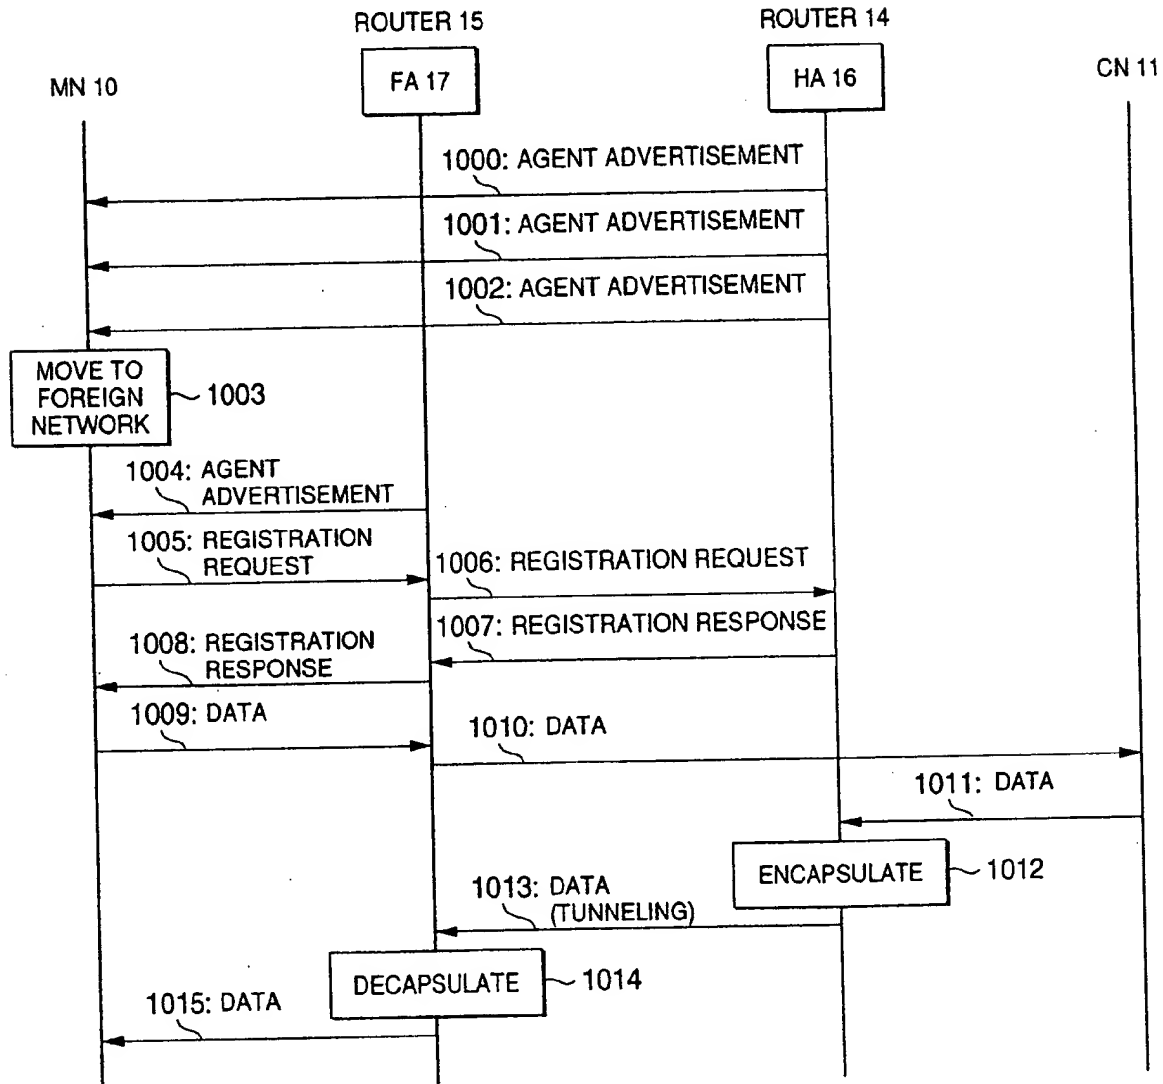 ROUTER 15
ROUTER 14
MN 10
FA 17
HA 16
CN 11
1000: AGENT ADVERTISEMENT
1001: AGENT ADVERTISEMENT
1002: AGENT ADVERTISEMENT
MOVE TO
FOREIGN
NETWORK
1003
1004: AGENT
ADVERTISEMENT
1005: REGISTRATION
REQUEST
1006: REGISTRATION REQUEST
1007: REGISTRATION RESPONSE
1008: REGISTRATION
RESPONSE
1009: DATA
1010: DATA
1011: DATA
ENCAPSULATE
1012
1013: DATA
(TUNNELING)
DECAPSULATE
1014
1015: DATA